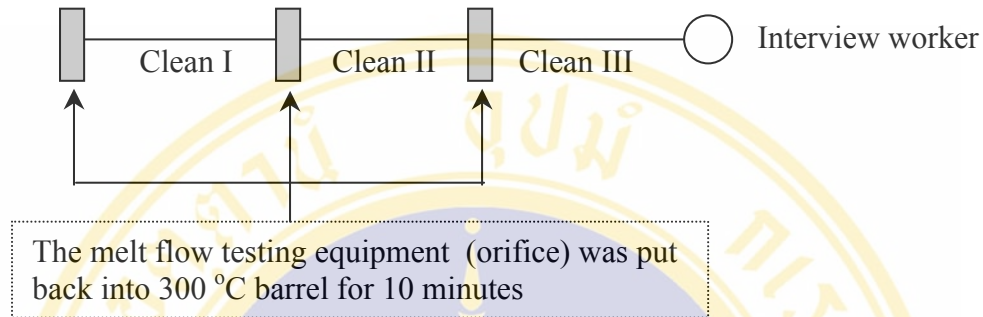 Interview worker
Clean I Clean II Clean III
The melt flow testing equipment (orifice) was put
back into 300 °C barrel for 10 minutes